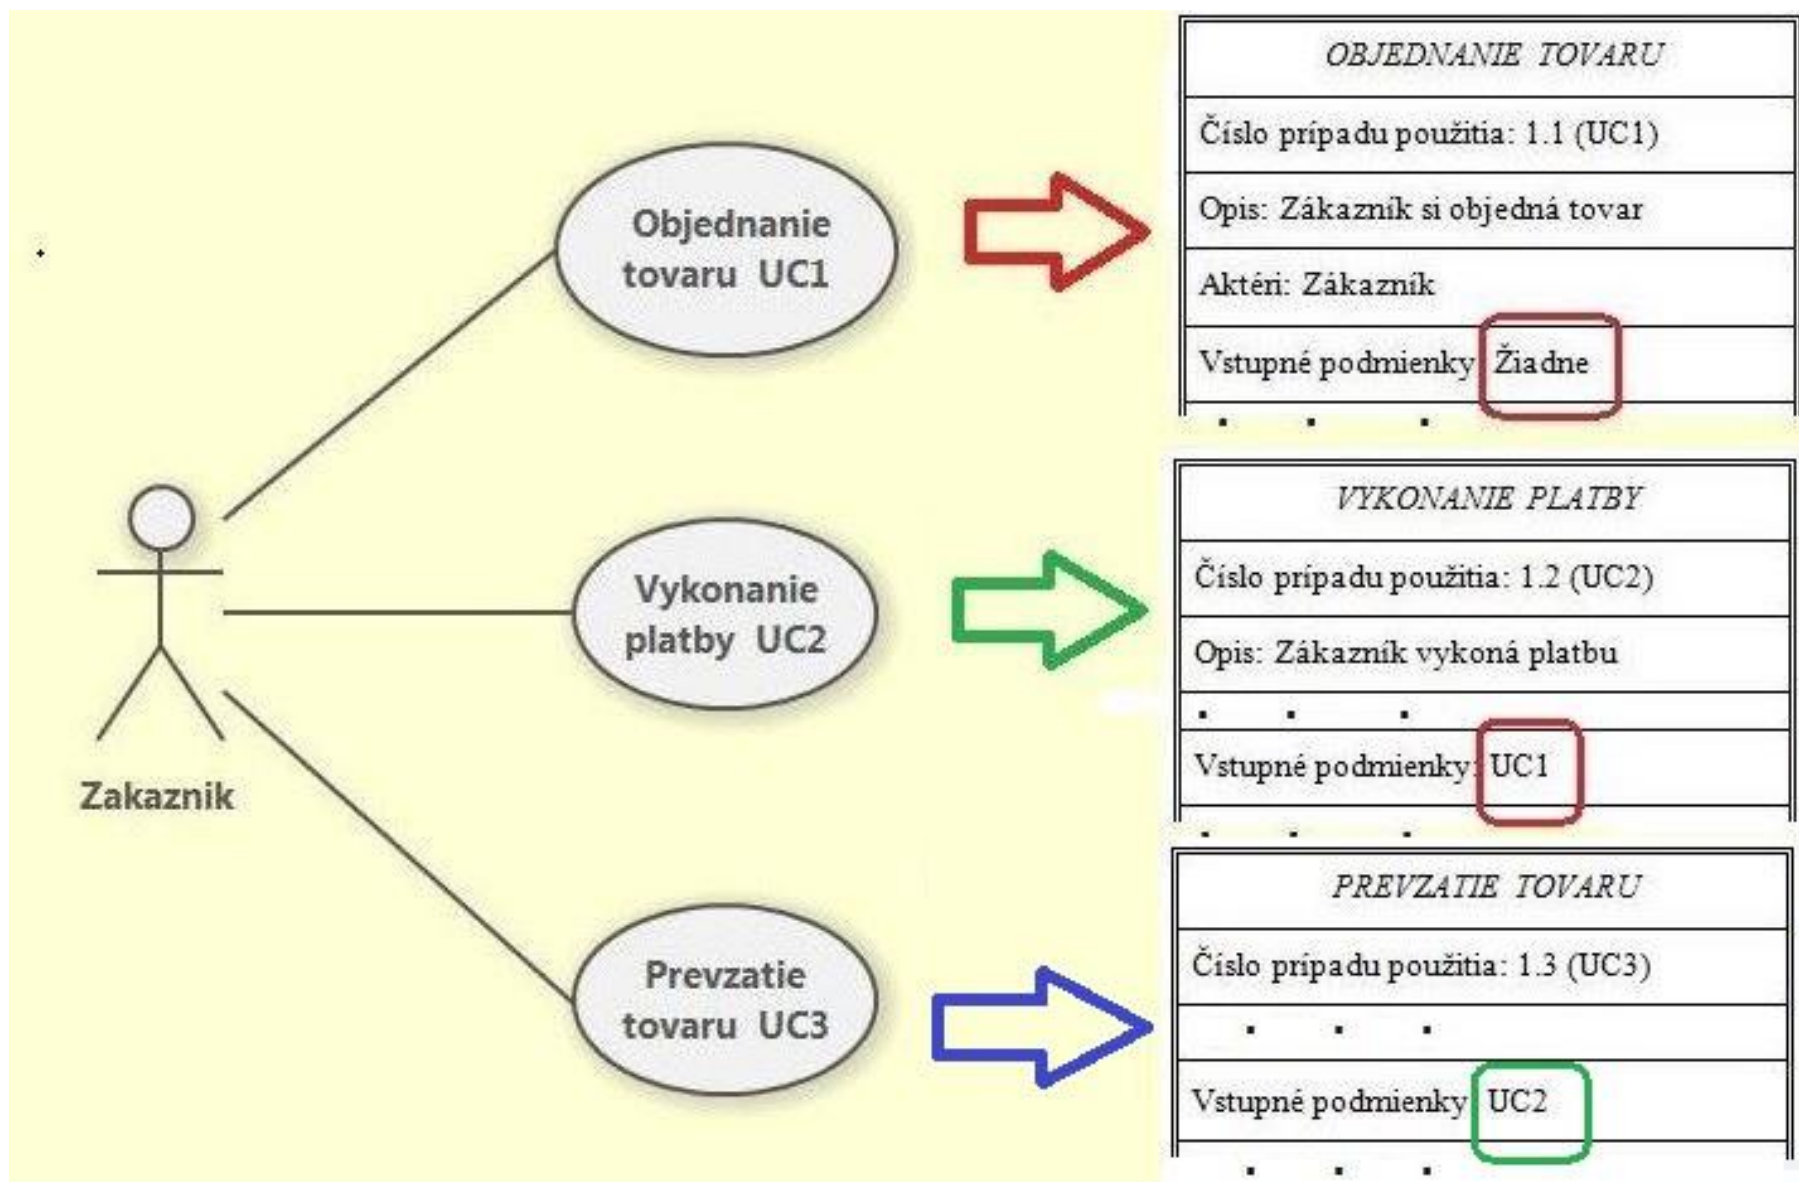 Objednanie
tovaru UC1
Vykonanie
platby UC2
Prevzatie
tovaru UC3
Zakaznik
OBJEDNANIE TOVARU
Číslo prípadu použitia: 1.1 (UC1)
Opis: Zákazník si objedná tovar
Aktéri: Zákazník
Vstupné podmienky Žiadne
VYKONANIE PLATBY
Číslo prípadu použitia: 1.2 (UC2)
Opis: Zákazník vykoná platbu
Vstupné podmienky: UC1
PREVZATIE TOVARU
Číslo prípadu použitia: 1.3 (UC3)
Vstupné podmienky UC2